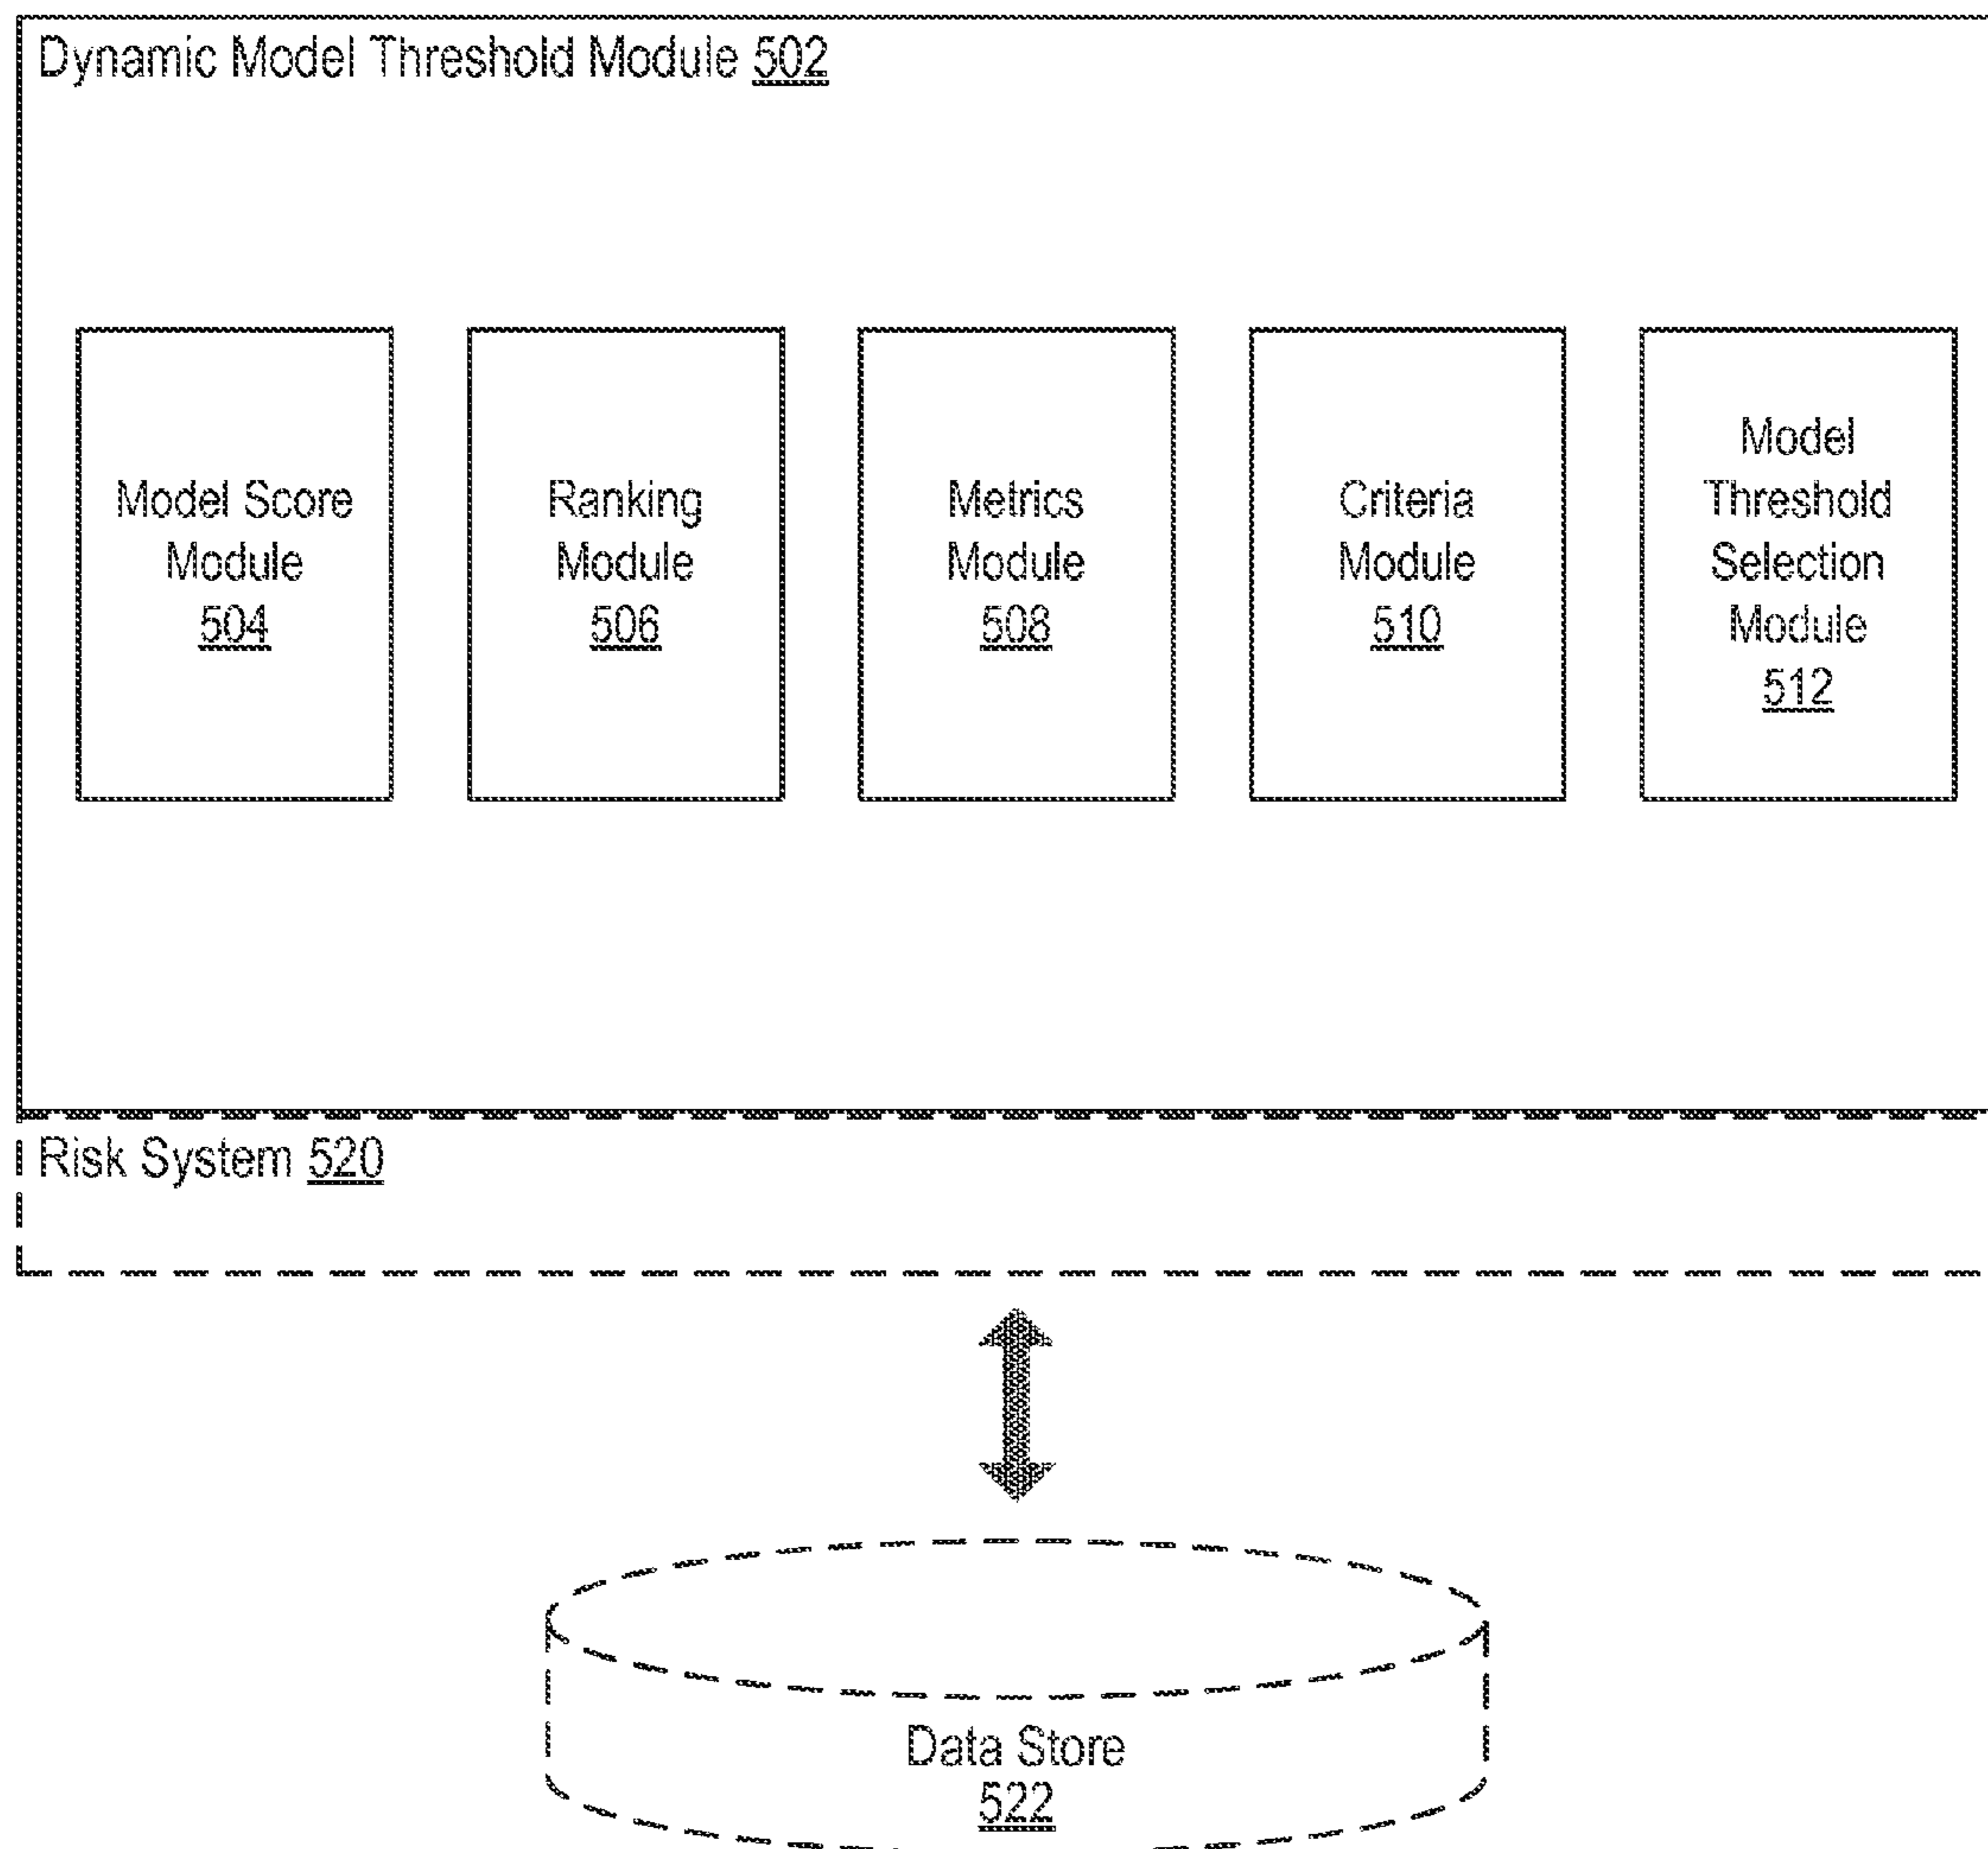 Dynamic Model Threshold Module 502
Model Score
Module
504
Ranking
Module
506
Metrics
Module
508
Criteria
Module
510
Model
Threshold
Selection
Module
512
Risk System 520
Data Store
522